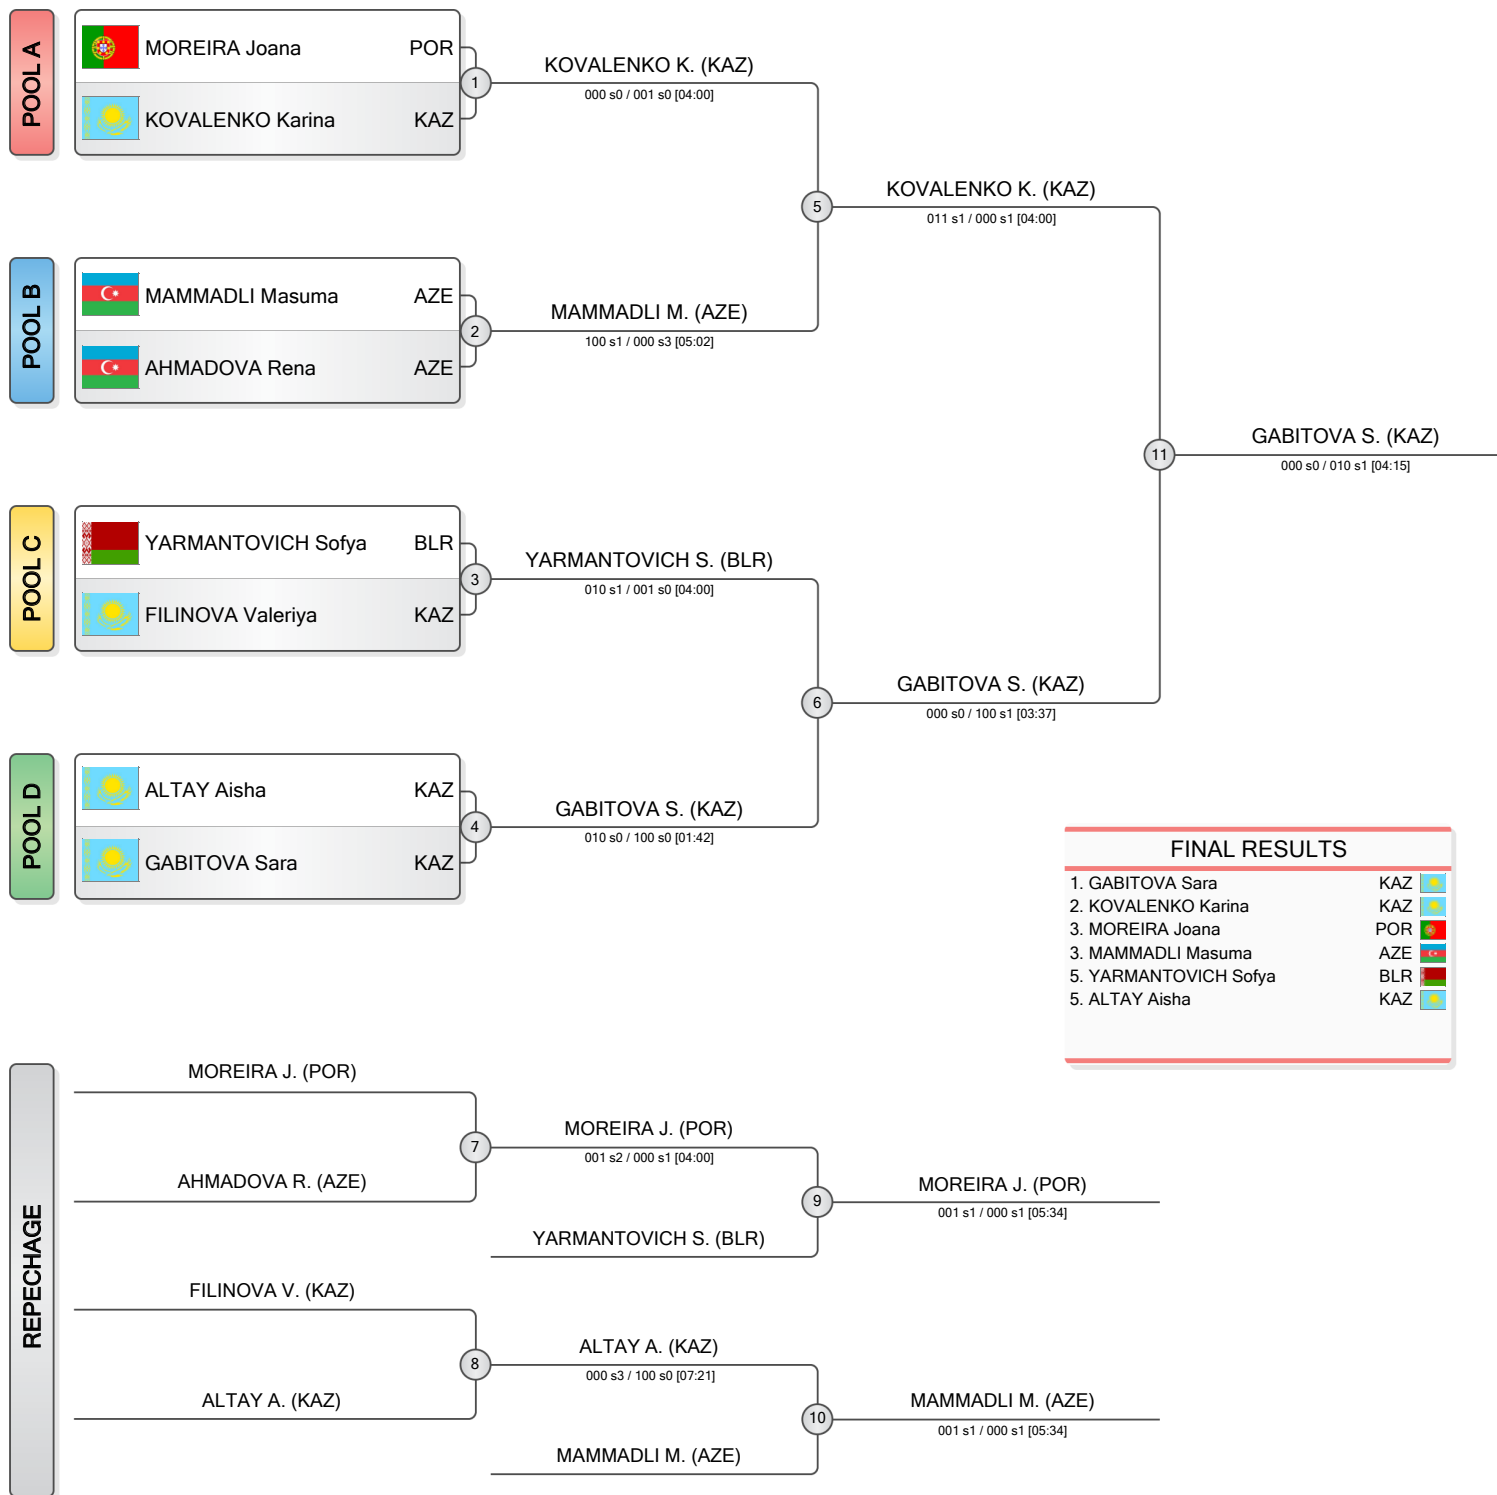 POOL A
MOREIRA Joana POR
KOVALENKO Karina KAZ
1
KOVALENKO K. (KAZ)
000 s0 / 001 s0 [04:00]
5
KOVALENKO K. (KAZ)
011 s1 / 000 s1 [04:00]
POOL B
MAMMADLI Masuma AZE
AHMADOVA Rena AZE
2
MAMMADLI M. (AZE)
100 s1 / 000 s3 [05:02]
11
GABITOVA S. (KAZ)
000 s0 / 010 s1 [04:15]
POOL C
YARMANTOVICH Sofya BLR
FILINOVA Valeriya KAZ
3
YARMANTOVICH S. (BLR)
010 s1 / 001 s0 [04:00]
6
GABITOVA S. (KAZ)
000 s0 / 100 s1 [03:37]
POOL D
ALTAY Aisha KAZ
GABITOVA Sara KAZ
4
GABITOVA S. (KAZ)
010 s0 / 100 s0 [01:42]
FINAL RESULTS
1. GABITOVA Sara KAZ
2. KOVALENKO Karina KAZ
3. MOREIRA Joana POR
3. MAMMADLI Masuma AZE
5. YARMANTOVICH Sofya BLR
5. ALTAY Aisha KAZ
REPECHAGE
MOREIRA J. (POR)
AHMADOVA R. (AZE)
7
MOREIRA J. (POR)
001 s2 / 000 s1 [04:00]
YARMANTOVICH S. (BLR)
9
MOREIRA J. (POR)
001 s1 / 000 s1 [05:34]
FILINOVA V. (KAZ)
ALTAY A. (KAZ)
8
ALTAY A. (KAZ)
000 s3 / 100 s0 [07:21]
MAMMADLI M. (AZE)
10
MAMMADLI M. (AZE)
001 s1 / 000 s1 [05:34]